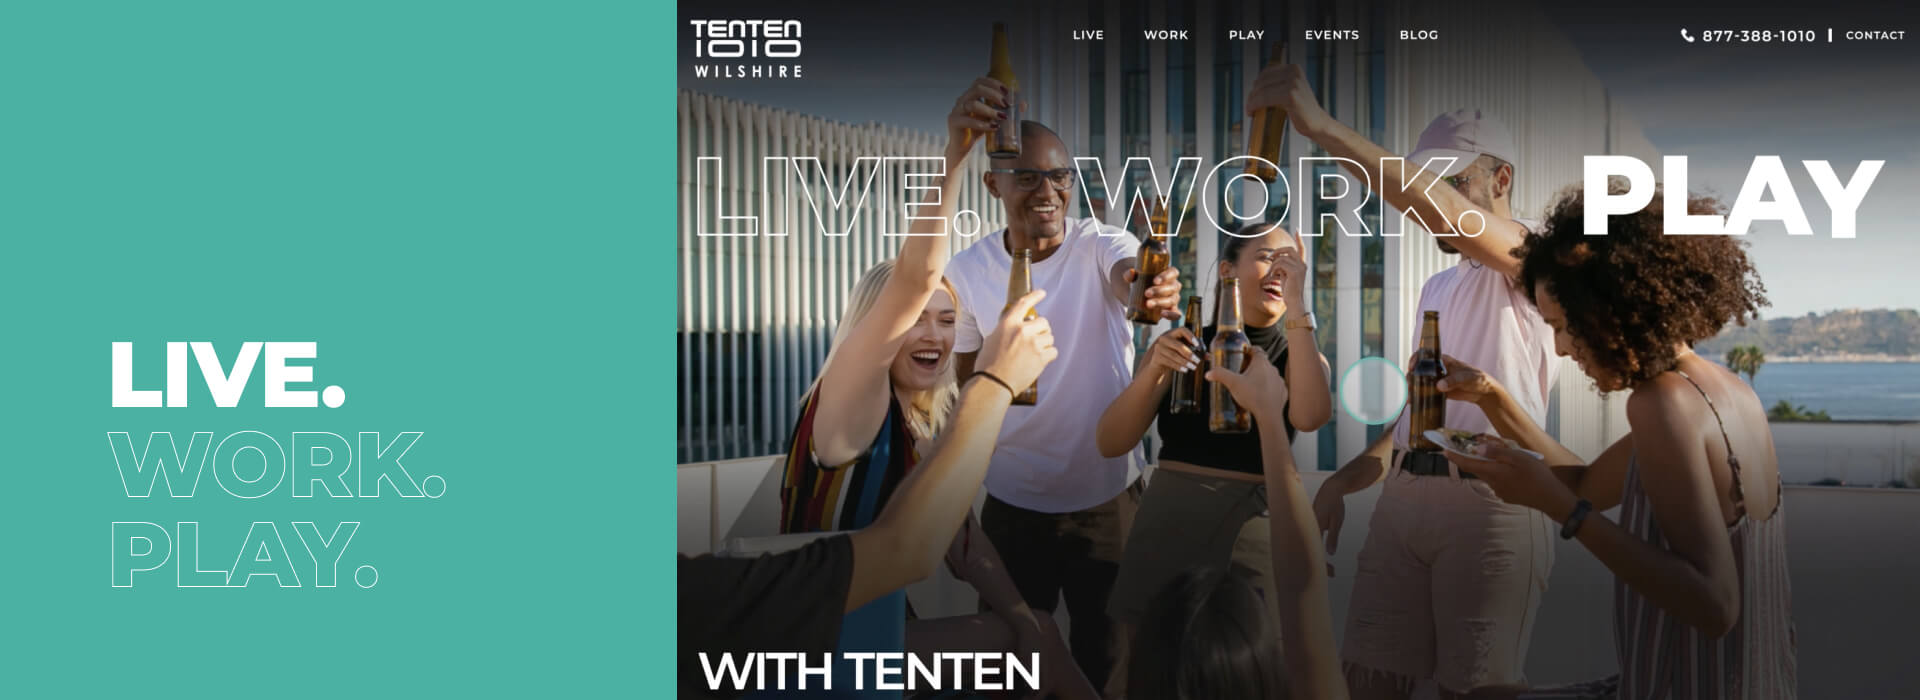 LIVE.
WORK.
PLAY.
TENTEN
1010
WILSHIRE
LIVE WORK PLAY EVENTS BLOG
877-388-1010 | CONTACT
LIVE. WORK. PLAY
WITH TENTEN